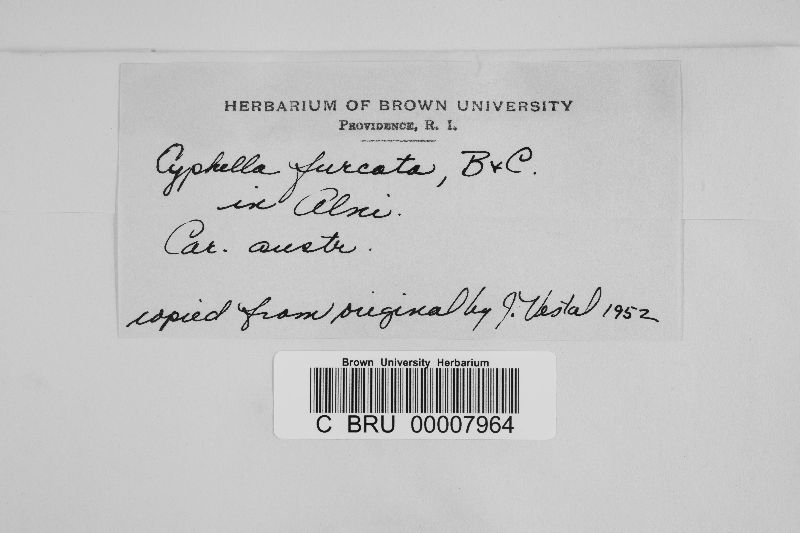 HERBARIUM OF BROWN UNIVERSITY
PROVIDENCE, R. I.
Cyphella furcata, B+C.
in Alni.
Car. austr.
copied from original by J. Vestal 1952
Brown University Herbarium
C BRU 00007964